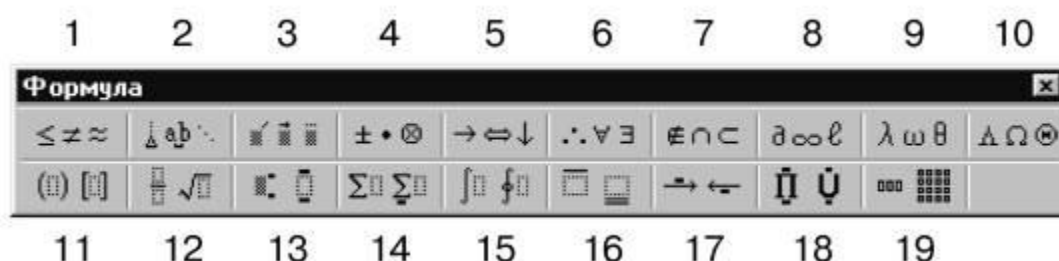 1 2 3 4 5 6 7 8 9 10
Формула
≤ ≠ ≈ a͟b ⋱ ± • ⊗ → ⇔ ↓ ∴ ∀ ∃ ∉ ∩ ⊂ ∂ ∞ ℓ λ ω θ Λ Ω Θ
(▯) [▯] √▯ Σ▯ Σ▯ ∫▯ ∮▯ → ← Π Ụ
11 12 13 14 15 16 17 18 19